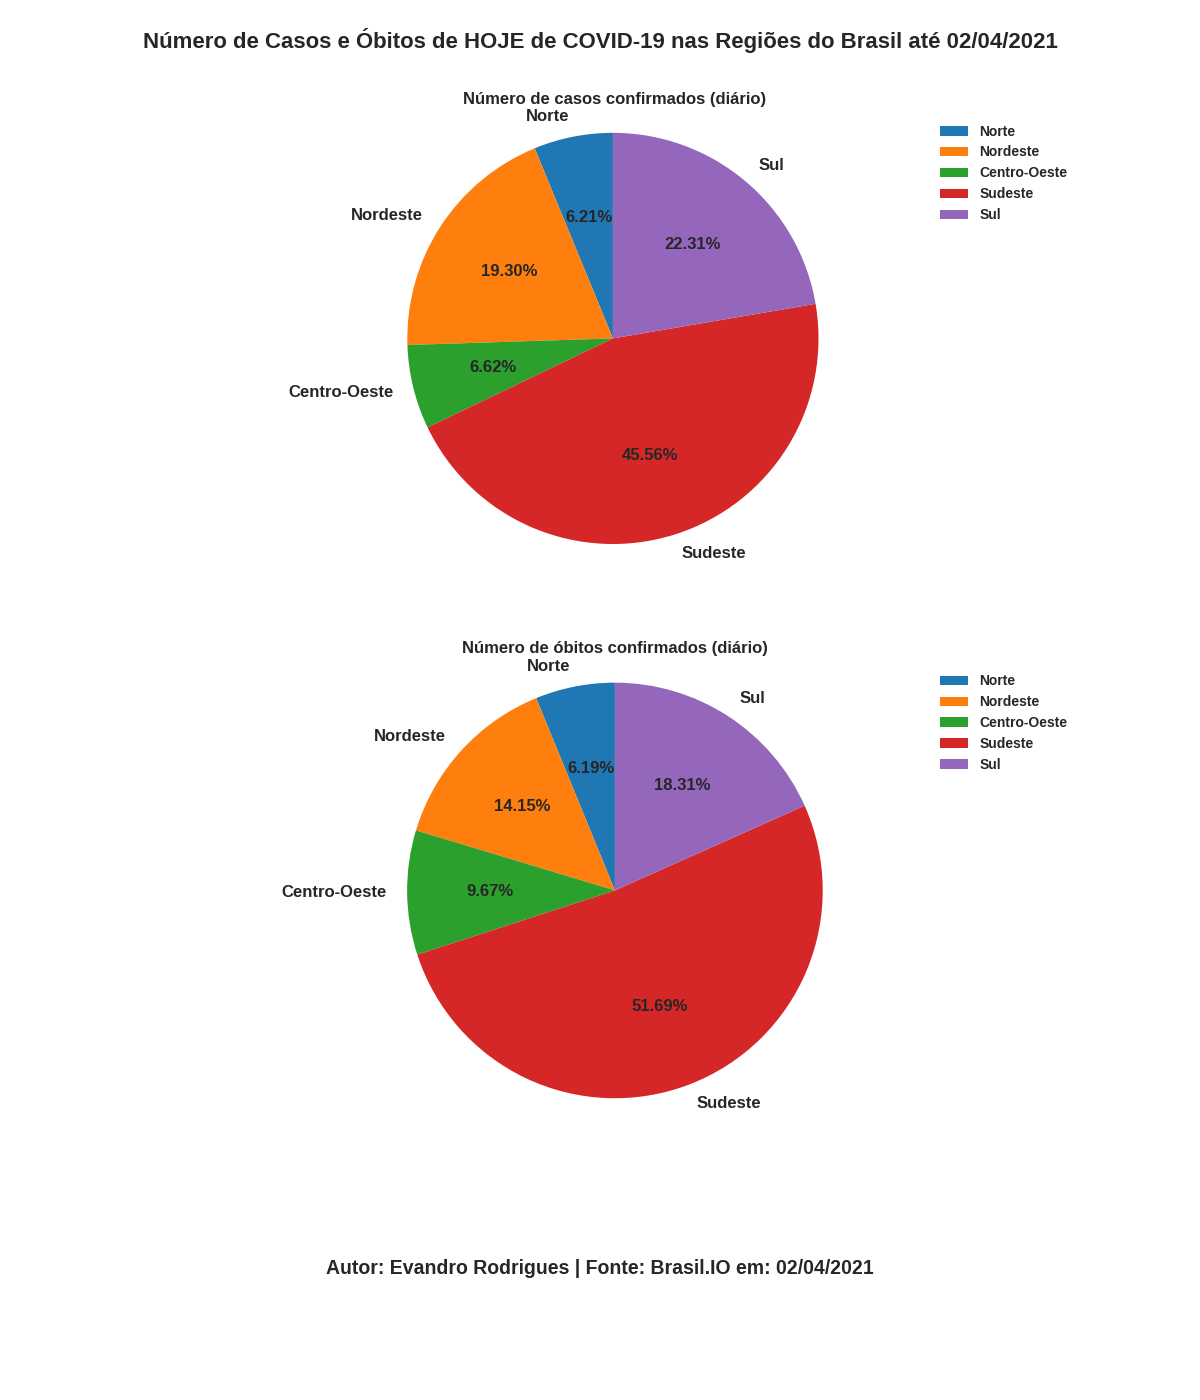 Número de Casos e Óbitos de HOJE de COVID-19 nas Regiões do Brasil até 02/04/2021
Número de casos confirmados (diário)
Norte
Sul
Nordeste
Centro-Oeste
Sudeste
6.21%
22.31%
19.30%
6.62%
45.56%
Norte
Nordeste
Centro-Oeste
Sudeste
Sul
Número de óbitos confirmados (diário)
Norte
Sul
Nordeste
Centro-Oeste
Sudeste
6.19%
18.31%
14.15%
9.67%
51.69%
Norte
Nordeste
Centro-Oeste
Sudeste
Sul
Autor: Evandro Rodrigues | Fonte: Brasil.IO em: 02/04/2021